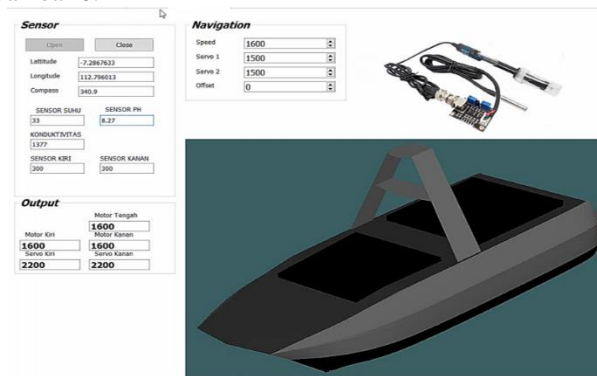 Sensor
Open Close
Lattitude -7.2867633
Longitude 112.796013
Compass 340.9
SENSOR SUHU SENSOR PH
33 8.27
KONDUKTIVITAS
1377
SENSOR KIRI SENSOR KANAN
300 300
Output
Motor Tengah
1600
Motor Kiri Motor Kanan
1600 1600
Servo Kiri Servo Kanan
2200 2200
Navigation
Speed 1600
Servo 1 1500
Servo 2 1500
Offset 0